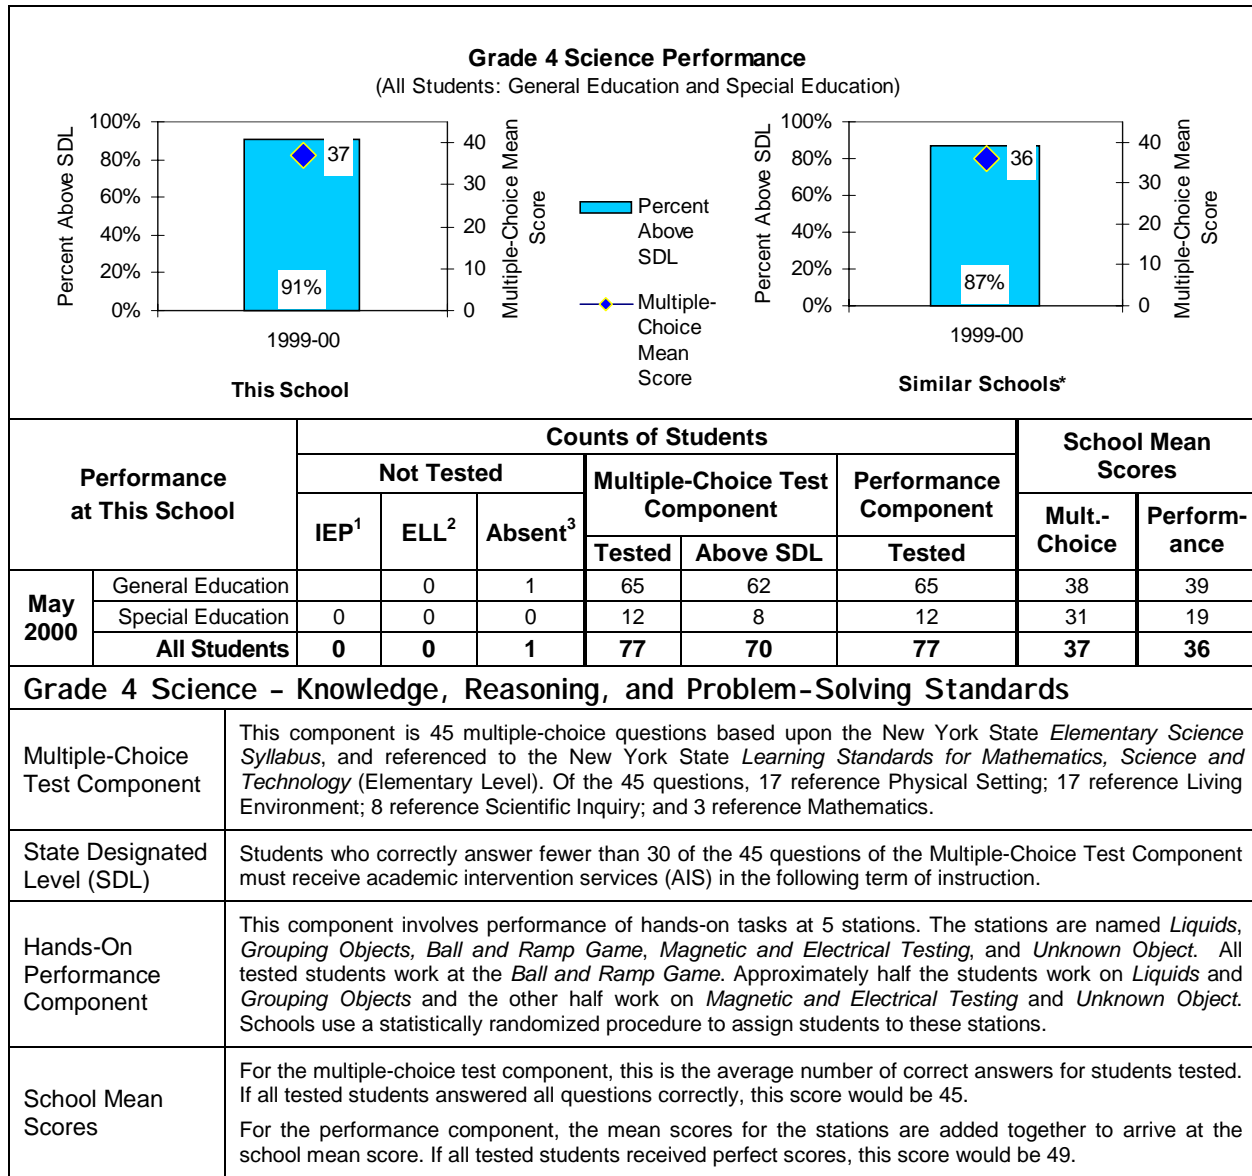 Grade 4 Science Performance
(All Students: General Education and Special Education)
Percent Above SDL
100%
80%
60%
40%
20%
0%
37
91%
40
30
20
10
0
Multiple-Choice Mean
Score
1999-00
This School
Percent
Above
SDL
Multiple-
Choice
Mean
Score
Percent Above SDL
100%
80%
60%
40%
20%
0%
36
87%
40
30
20
10
0
Multiple-Choice Mean
Score
1999-00
Similar Schools*
Performance
at This School
Counts of Students
School Mean
Scores
Not Tested
Multiple-Choice Test
Component
Performance
Component
IEP1 ELL2 Absent3
Tested Above SDL Tested
Mult.-
Choice
Perform-
ance
May
2000
General Education 0 1 65 62 65 38 39
Special Education 0 0 0 12 8 12 31 19
All Students 0 0 1 77 70 77 37 36
Grade 4 Science – Knowledge, Reasoning, and Problem-Solving Standards
Multiple-Choice
Test Component
This component is 45 multiple-choice questions based upon the New York State Elementary Science
Syllabus, and referenced to the New York State Learning Standards for Mathematics, Science and
Technology (Elementary Level). Of the 45 questions, 17 reference Physical Setting; 17 reference Living
Environment; 8 reference Scientific Inquiry; and 3 reference Mathematics.
State Designated
Level (SDL)
Students who correctly answer fewer than 30 of the 45 questions of the Multiple-Choice Test Component
must receive academic intervention services (AIS) in the following term of instruction.
Hands-On
Performance
Component
This component involves performance of hands-on tasks at 5 stations. The stations are named Liquids,
Grouping Objects, Ball and Ramp Game, Magnetic and Electrical Testing, and Unknown Object. All
tested students work at the Ball and Ramp Game. Approximately half the students work on Liquids and
Grouping Objects and the other half work on Magnetic and Electrical Testing and Unknown Object.
Schools use a statistically randomized procedure to assign students to these stations.
School Mean
Scores
For the multiple-choice test component, this is the average number of correct answers for students tested.
If all tested students answered all questions correctly, this score would be 45.
For the performance component, the mean scores for the stations are added together to arrive at the
school mean score. If all tested students received perfect scores, this score would be 49.